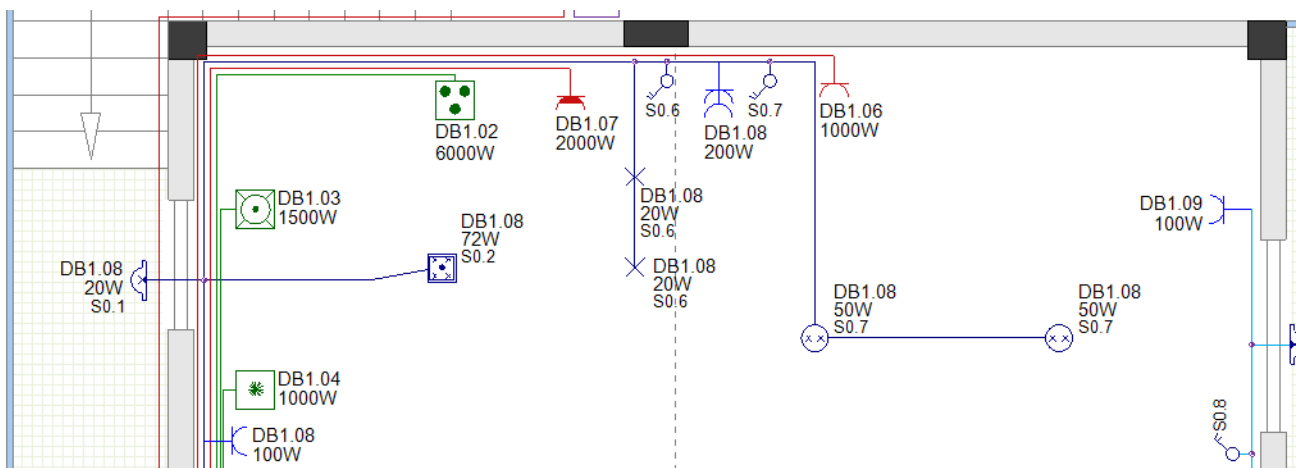 S0.6
DB1.08
200W
S0.7
DB1.06
1000W
DB1.02
6000W
DB1.07
2000W
DB1.03
1500W
DB1.08
20W
S0.6
DB1.09
100W
DB1.08
72W
S0.2
DB1.08
20W
S0.1
DB1.08
20W
S0.6
DB1.08
50W
S0.7
DB1.08
50W
S0.7
DB1.04
1000W
DB1.08
100W
S0.8